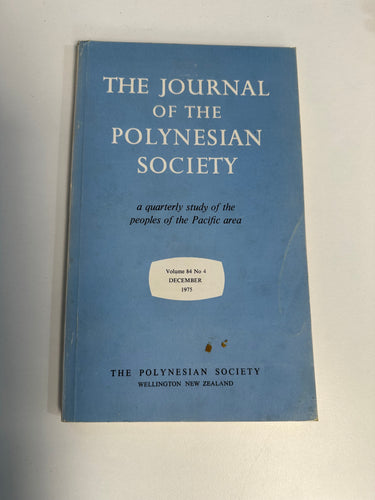 THE JOURNAL
OF THE
POLYNESIAN
SOCIETY
a quarterly study of the
peoples of the Pacific area
Volume 84 No 4
DECEMBER
1975
THE POLYNESIAN SOCIETY
WELLINGTON NEW ZEALAND